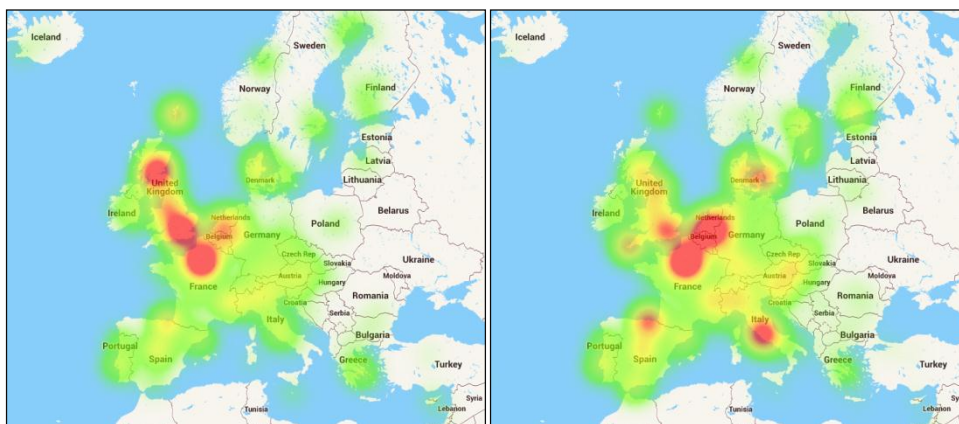 Iceland
Sweden
Norway
Finland
Estonia
Latvia
Denmark
Lithuania
United
Kingdom
Ireland
Belarus
Netherlands
Poland
Belgium
Germany
Czech Rep
Ukraine
Slovakia
Austria
Moldova
Hungary
France
Romania
Croatia
Serbia
Italy
Bulgaria
Portugal
Spain
Greece
Turkey
Syria
Tunisia
Lebanon
Iceland
Sweden
Norway
Finland
Estonia
Latvia
Denmark
Lithuania
United
Kingdom
Ireland
Belarus
Netherlands
Poland
Belgium
Germany
Czech Rep
Ukraine
Slovakia
Austria
Moldova
Hungary
France
Romania
Croatia
Serbia
Italy
Bulgaria
Portugal
Spain
Greece
Turkey
Syria
Tunisia
Lebanon